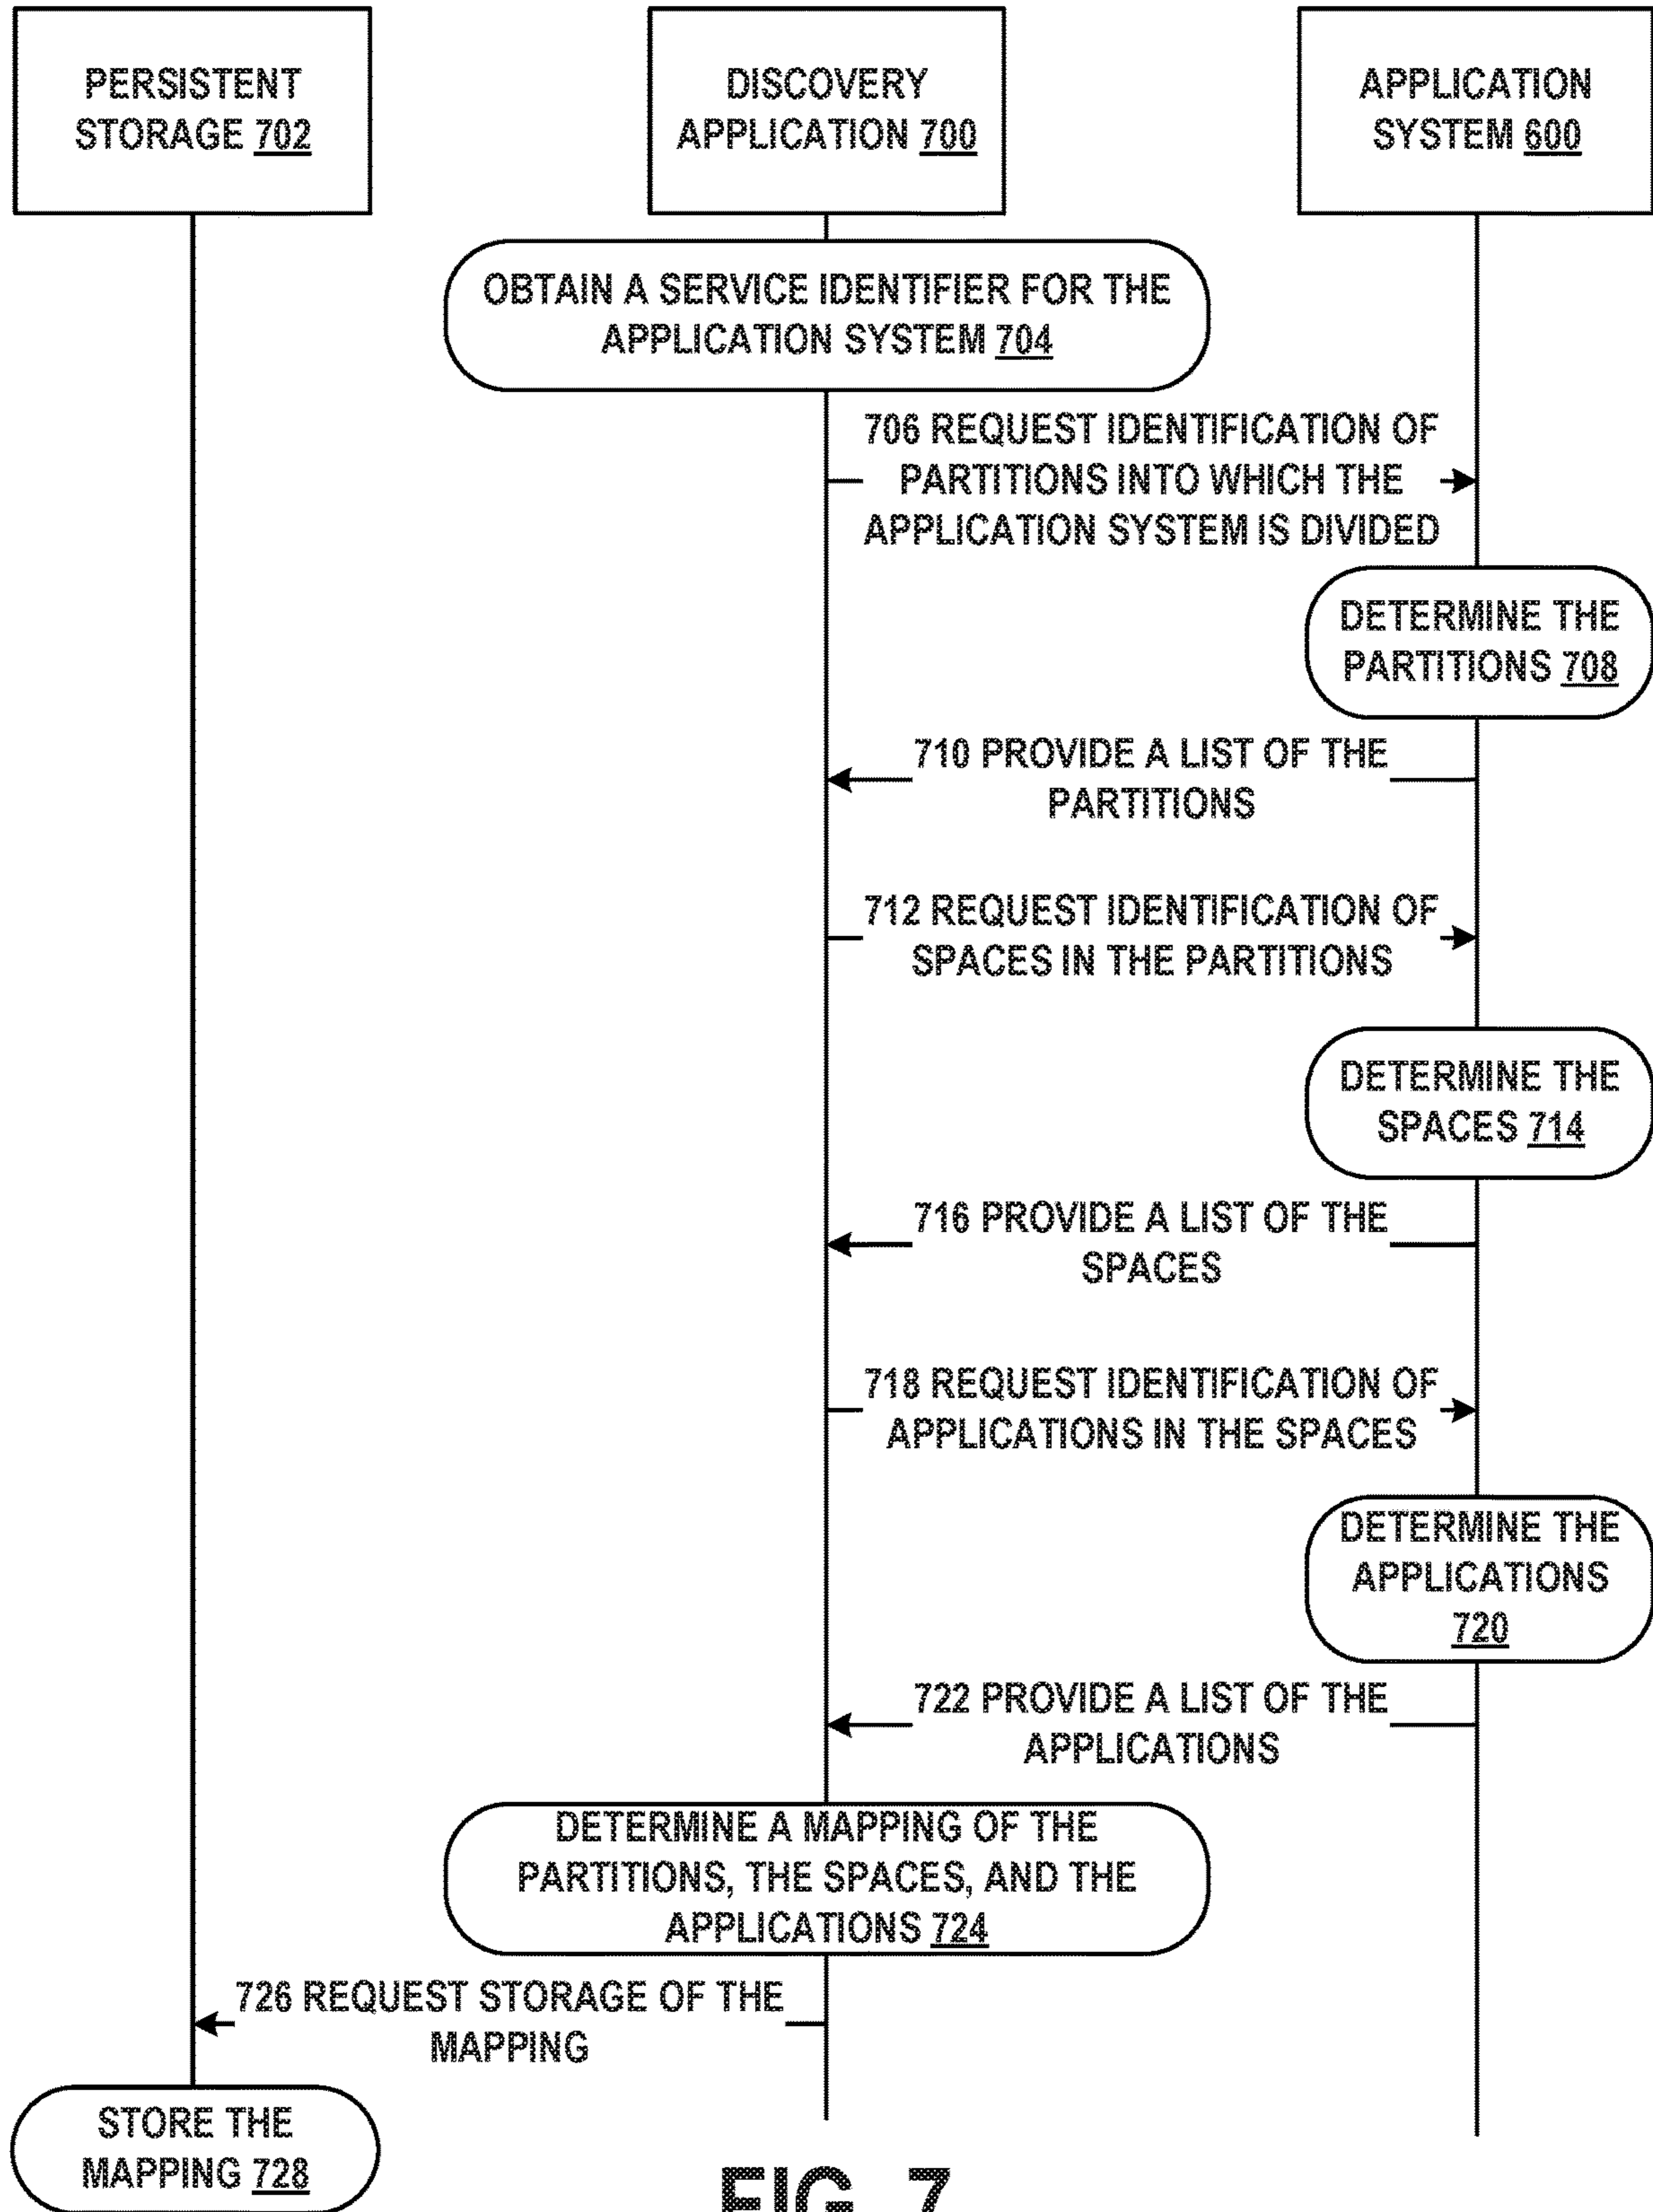 PERSISTENT
STORAGE 702
DISCOVERY
APPLICATION 700
APPLICATION
SYSTEM 600
OBTAIN A SERVICE IDENTIFIER FOR THE
APPLICATION SYSTEM 704
706 REQUEST IDENTIFICATION OF
PARTITIONS INTO WHICH THE
APPLICATION SYSTEM IS DIVIDED
DETERMINE THE
PARTITIONS 708
710 PROVIDE A LIST OF THE
PARTITIONS
712 REQUEST IDENTIFICATION OF
SPACES IN THE PARTITIONS
DETERMINE THE
SPACES 714
716 PROVIDE A LIST OF THE
SPACES
718 REQUEST IDENTIFICATION OF
APPLICATIONS IN THE SPACES
DETERMINE THE
APPLICATIONS
720
722 PROVIDE A LIST OF THE
APPLICATIONS
DETERMINE A MAPPING OF THE
PARTITIONS, THE SPACES, AND THE
APPLICATIONS 724
726 REQUEST STORAGE OF THE
MAPPING
STORE THE
MAPPING 728
FIG. 7